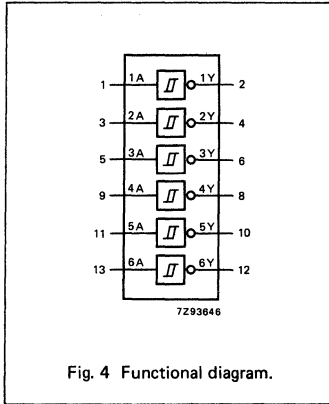 1 1A 1Y 2
3 2A 2Y 4
5 3A 3Y 6
9 4A 4Y 8
11 5A 5Y 10
13 6A 6Y 12
7Z93646
Fig. 4 Functional diagram.